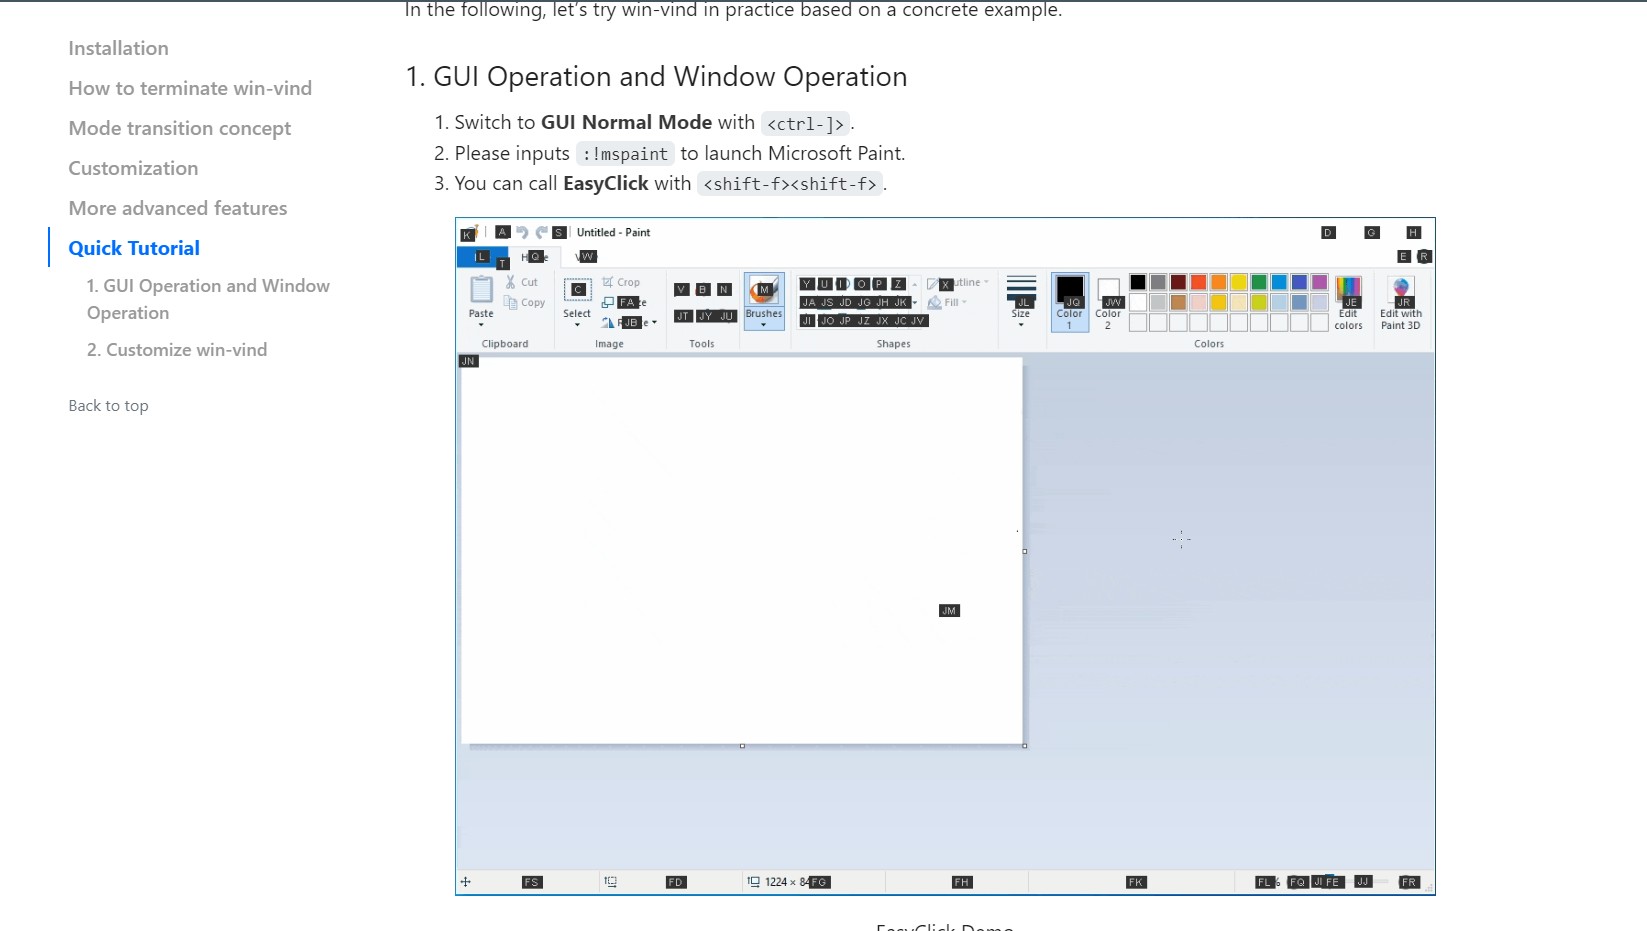 In the following, let's try win-vind in practice based on a concrete example.
Installation
How to terminate win-vind
Mode transition concept
Customization
More advanced features
Quick Tutorial
1. GUI Operation and Window
Operation
2. Customize win-vind
Back to top
1. GUI Operation and Window Operation
1. Switch to GUI Normal Mode with <ctrl-]>.
2. Please inputs :!mspaint to launch Microsoft Paint.
3. You can call EasyClick with <shift-f><shift-f>.
K A S Untitled - Paint D G H
L T Q W E R
Cut C Crop V B N M Y U I O P Z X utline
Copy FA JA JS JD JG JH JK Fill JL JQ JW JE JR
Paste Select JB JT JY JU Brushes JI JO JP JZ JX JC JV Size Color Color Edit Edit with
1 2 colors Paint 3D
Clipboard Image Tools Shapes Colors
JN
JM
FS FD 1224 × 84 FG FH FK FL FQ FE JJ FR
EasyClick Demo